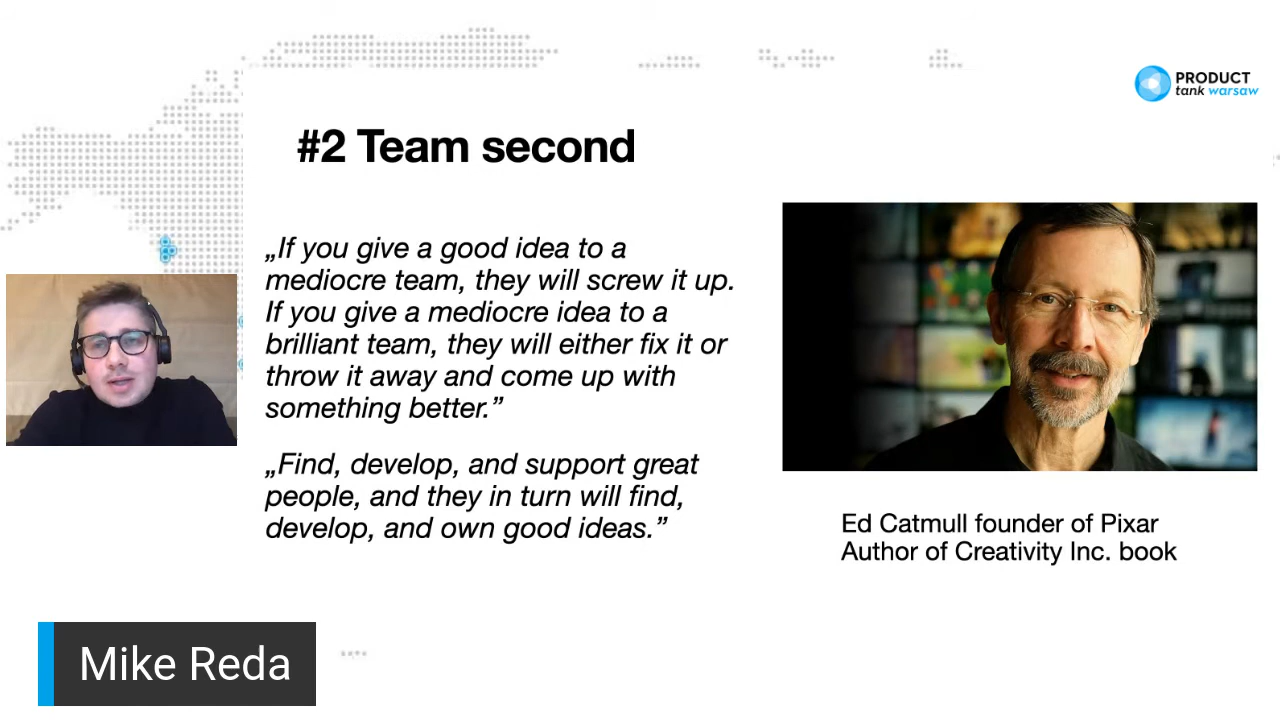 PRODUCT
tank warsaw
#2 Team second
„If you give a good idea to a
mediocre team, they will screw it up.
If you give a mediocre idea to a
brilliant team, they will either fix it or
throw it away and come up with
something better.”
„Find, develop, and support great
people, and they in turn will find,
develop, and own good ideas.”
Ed Catmull founder of Pixar
Author of Creativity Inc. book
Mike Reda